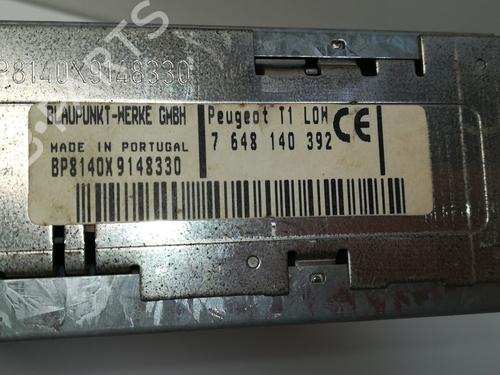 BP8140X9148330
BLAUPUNKT-WERKE GMBH
Peugeot T1 LOW
CE
MADE IN PORTUGAL
7 648 140 392
BP8140X9148330